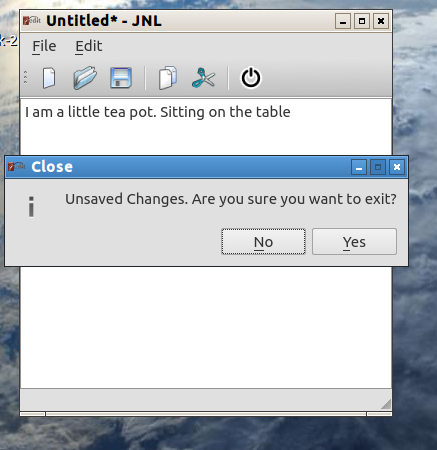 Untitled* - JNL
File Edit
I am a little tea pot. Sitting on the table
Close
Unsaved Changes. Are you sure you want to exit?
No Yes